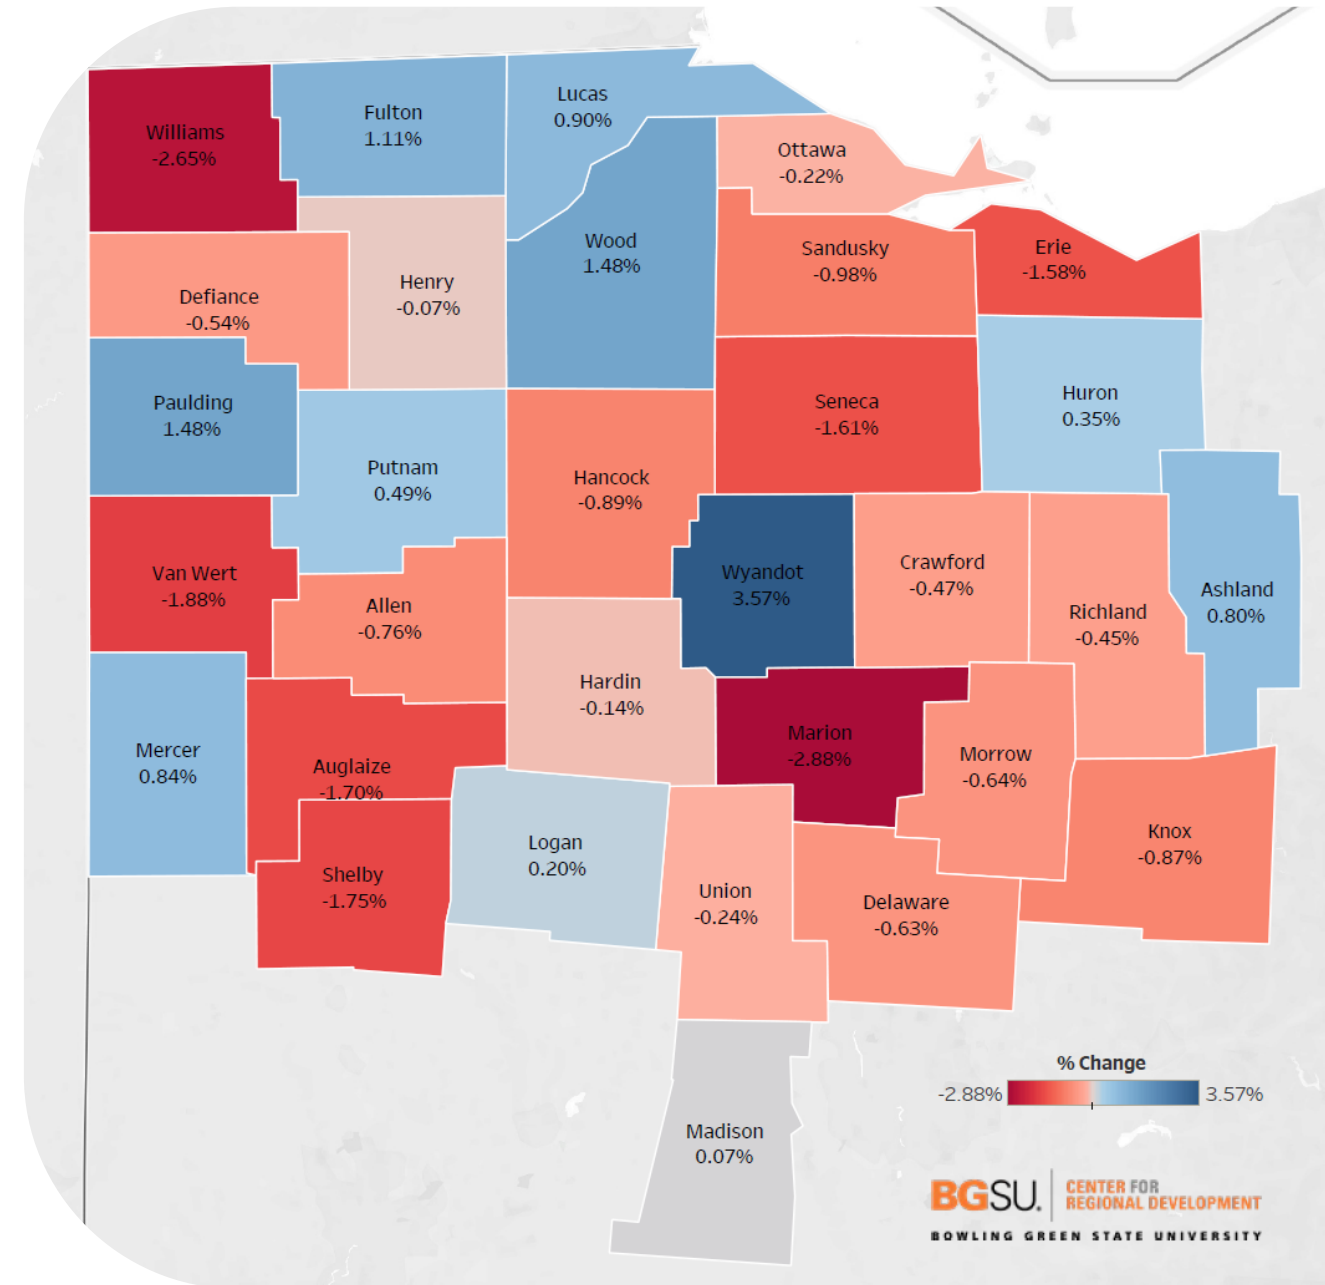 Williams
-2.65%
Fulton
1.11%
Lucas
0.90%
Ottawa
-0.22%
Wood
1.48%
Sandusky
-0.98%
Erie
-1.58%
Defiance
-0.54%
Henry
-0.07%
Paulding
1.48%
Putnam
0.49%
Hancock
-0.89%
Seneca
-1.61%
Huron
0.35%
Van Wert
-1.88%
Allen
-0.76%
Wyandot
3.57%
Crawford
-0.47%
Richland
-0.45%
Ashland
0.80%
Mercer
0.84%
Auglaize
-1.70%
Hardin
-0.14%
Marion
-2.88%
Morrow
-0.64%
Knox
-0.87%
Shelby
-1.75%
Logan
0.20%
Union
-0.24%
Delaware
-0.63%
Madison
0.07%
% Change
-2.88% 3.57%
BGSU.
CENTER FOR
REGIONAL DEVELOPMENT
BOWLING GREEN STATE UNIVERSITY